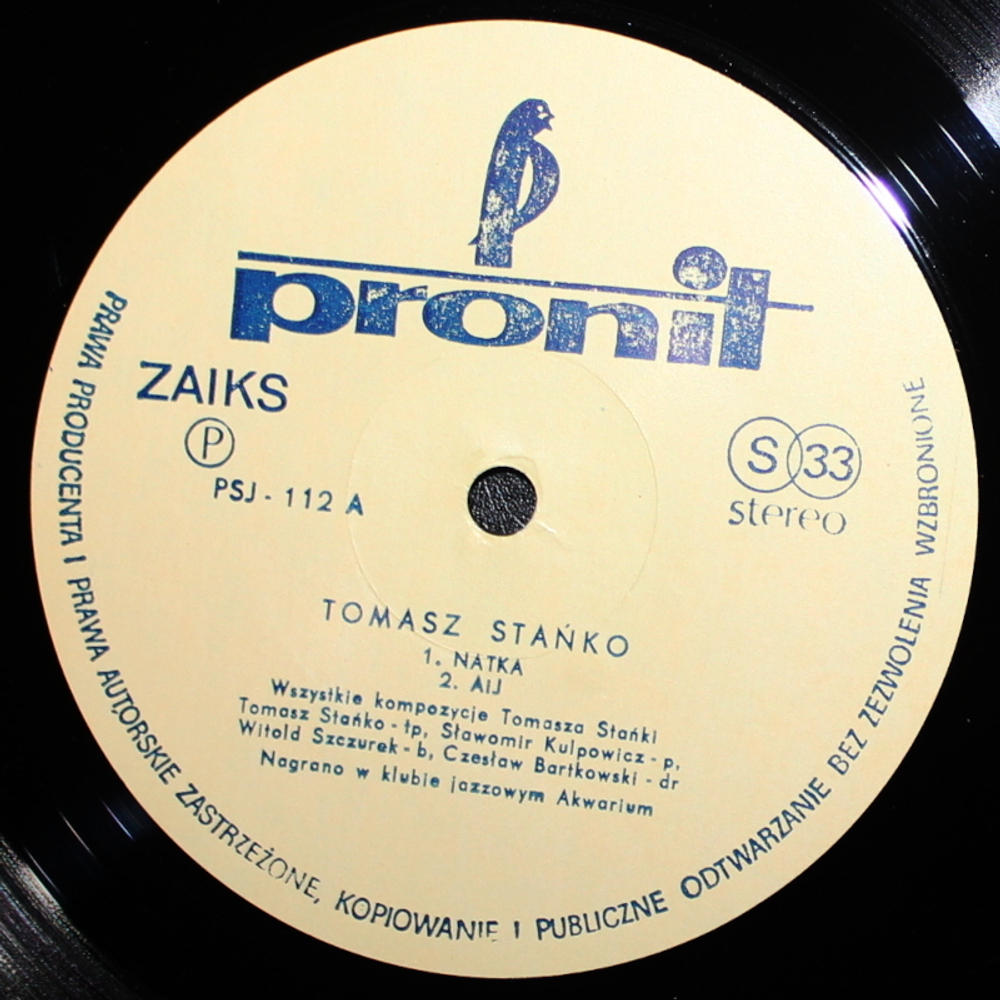 pronit
ZAIKS
P
PSJ - 112 A
S 33
stereo
TOMASZ STAŃKO
1. NATKA
2. AIJ
Wszystkie kompozycje Tomasza Stańki
Tomasz Stańko - tp, Sławomir Kulpowicz - p,
Witold Szczurek - b, Czesław Bartkowski - dr
Nagrano w klubie jazzowym Akwarium
PRAWA PRODUCENTA I PRAWA AUTORSKIE ZASTRZEŻONE, KOPIOWANIE I PUBLICZNE ODTWARZANIE BEZ ZEZWOLENIA WZBRONIONE